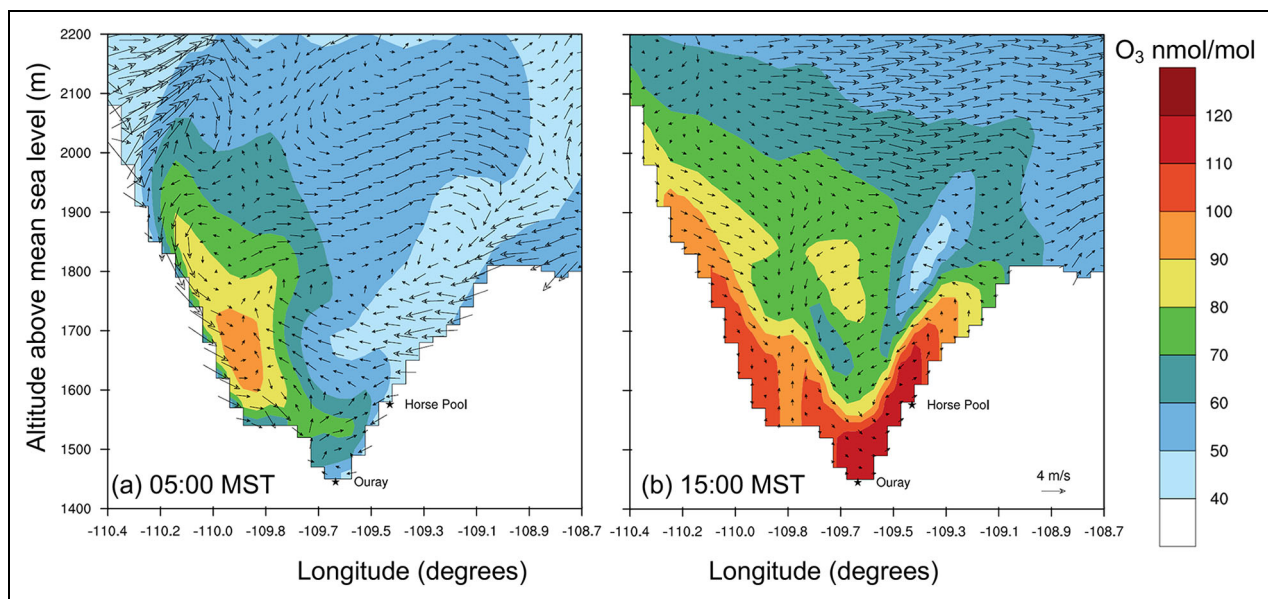 O3 nmol/mol
2200
2100
2000
1900
1800
1700
1600
1500
1400
Altitude above mean sea level (m)
Horse Pool
Ouray
(a) 05:00 MST
-110.4 -110.2 -110.0 -109.8 -109.6 -109.4 -109.3 -109.1 -108.9 -108.7
Longitude (degrees)
Horse Pool
Ouray
(b) 15:00 MST
4 m/s
-110.4 -110.2 -110.0 -109.8 -109.6 -109.4 -109.3 -109.1 -108.9 -108.7
Longitude (degrees)
120
110
100
90
80
70
60
50
40